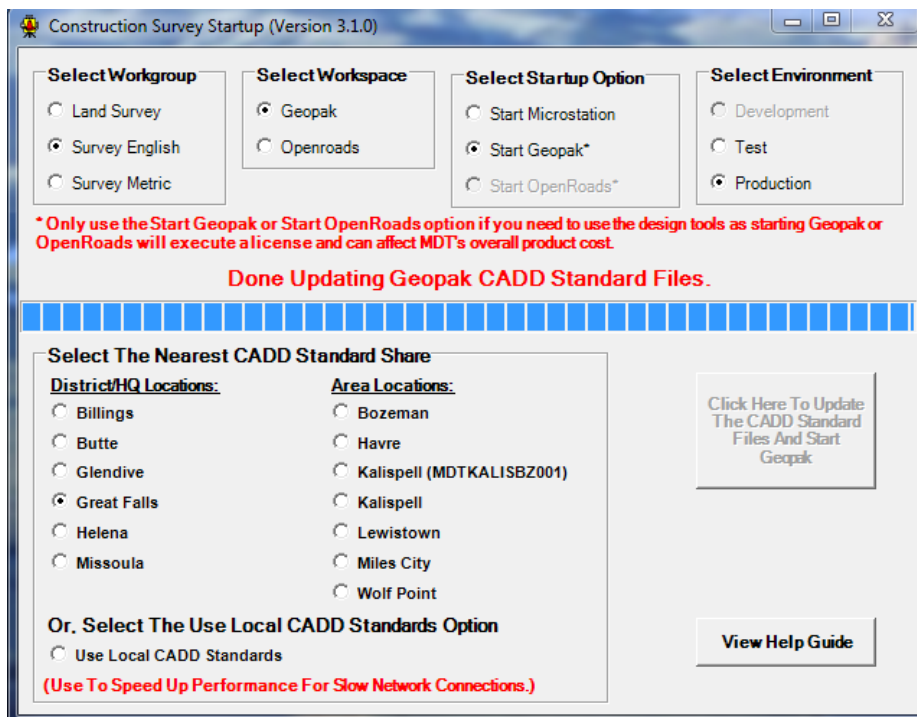 Construction Survey Startup (Version 3.1.0)
Select Workgroup
Land Survey
Survey English
Survey Metric
Select Workspace
Geopak
Openroads
Select Startup Option
Start Microstation
Start Geopak*
Start OpenRoads*
Select Environment
Development
Test
Production
* Only use the Start Geopak or Start OpenRoads option if you need to use the design tools as starting Geopak or
OpenRoads will execute a license and can affect MDT's overall product cost.
Done Updating Geopak CADD Standard Files.
Select The Nearest CADD Standard Share
District/HQ Locations:
Billings
Butte
Glendive
Great Falls
Helena
Missoula
Area Locations:
Bozeman
Havre
Kalispell (MDTKALISBZ001)
Kalispell
Lewistown
Miles City
Wolf Point
Or, Select The Use Local CADD Standards Option
Use Local CADD Standards
(Use To Speed Up Performance For Slow Network Connections.)
Click Here To Update
The CADD Standard
Files And Start
Geopak
View Help Guide